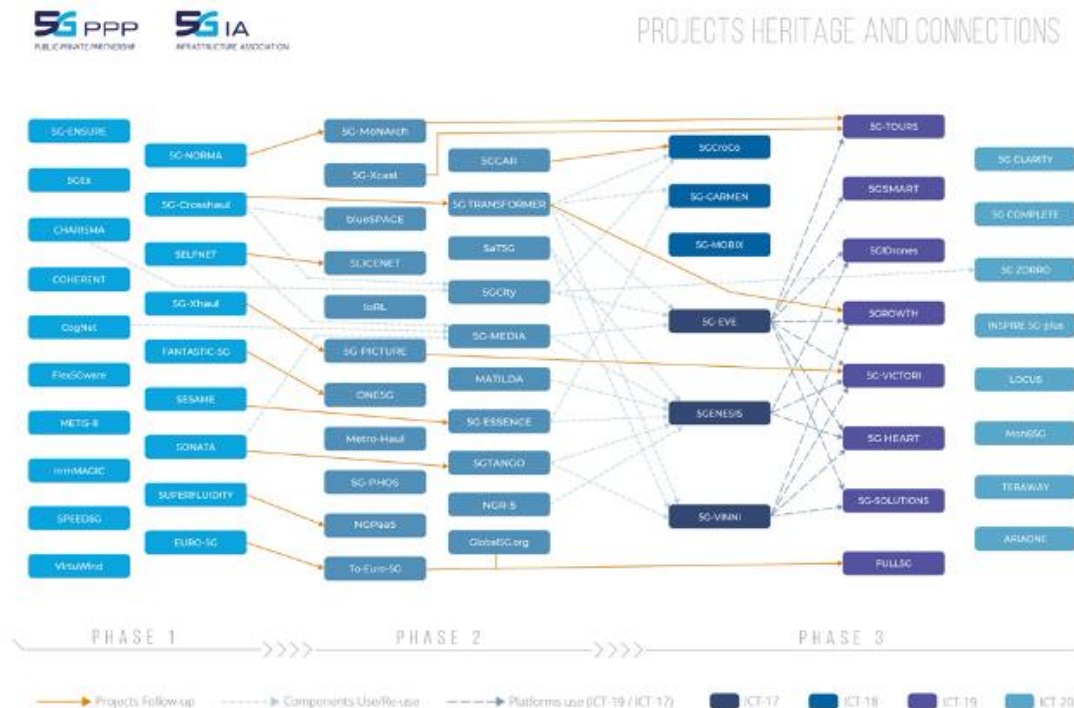 5G PPP
PUBLIC-PRIVATE PARTNERSHIP
5G IA
INFRASTRUCTURE ASSOCIATION
PROJECTS HERITAGE AND CONNECTIONS
5G-ENSURE
5GEx
CHARISMA
COHERENT
CogNet
Flex5Gware
METIS-II
mmMAGIC
SPEED5G
VirtuWind
5G-NORMA
5G-Crosshaul
SELFNET
5G-Xhaul
FANTASTIC-5G
SESAME
SONATA
SUPERFLUIDITY
EURO-5G
5G-MoNArch
5G-Xcast
blueSPACE
SLICENET
IoRL
5G-PICTURE
ONE5G
Metro-Haul
5G-PHOS
NGPaaS
To-Euro-5G
5GCAR
5G TRANSFORMER
SaT5G
5GCity
5G-MEDIA
MATILDA
5G ESSENCE
5GTANGO
NRG-5
Global5G.org
5GCroCo
5G-CARMEN
5G-MOBIX
5G-EVE
5GENESIS
5G-VINNI
5G-TOURS
5GSMART
5G!Drones
5GROWTH
5G-VICTORI
5G HEART
5G-SOLUTIONS
FULL5G
5G CLARITY
5G COMPLETE
5G ZORRO
INSPIRE 5G-plus
LOCUS
MonB5G
TERAWAY
ARIADNE
PHASE 1
PHASE 2
PHASE 3
Projects Follow-up
Components Use/Re-use
Platforms use (ICT-19 / ICT-17)
ICT-17
ICT-18
ICT-19
ICT-20